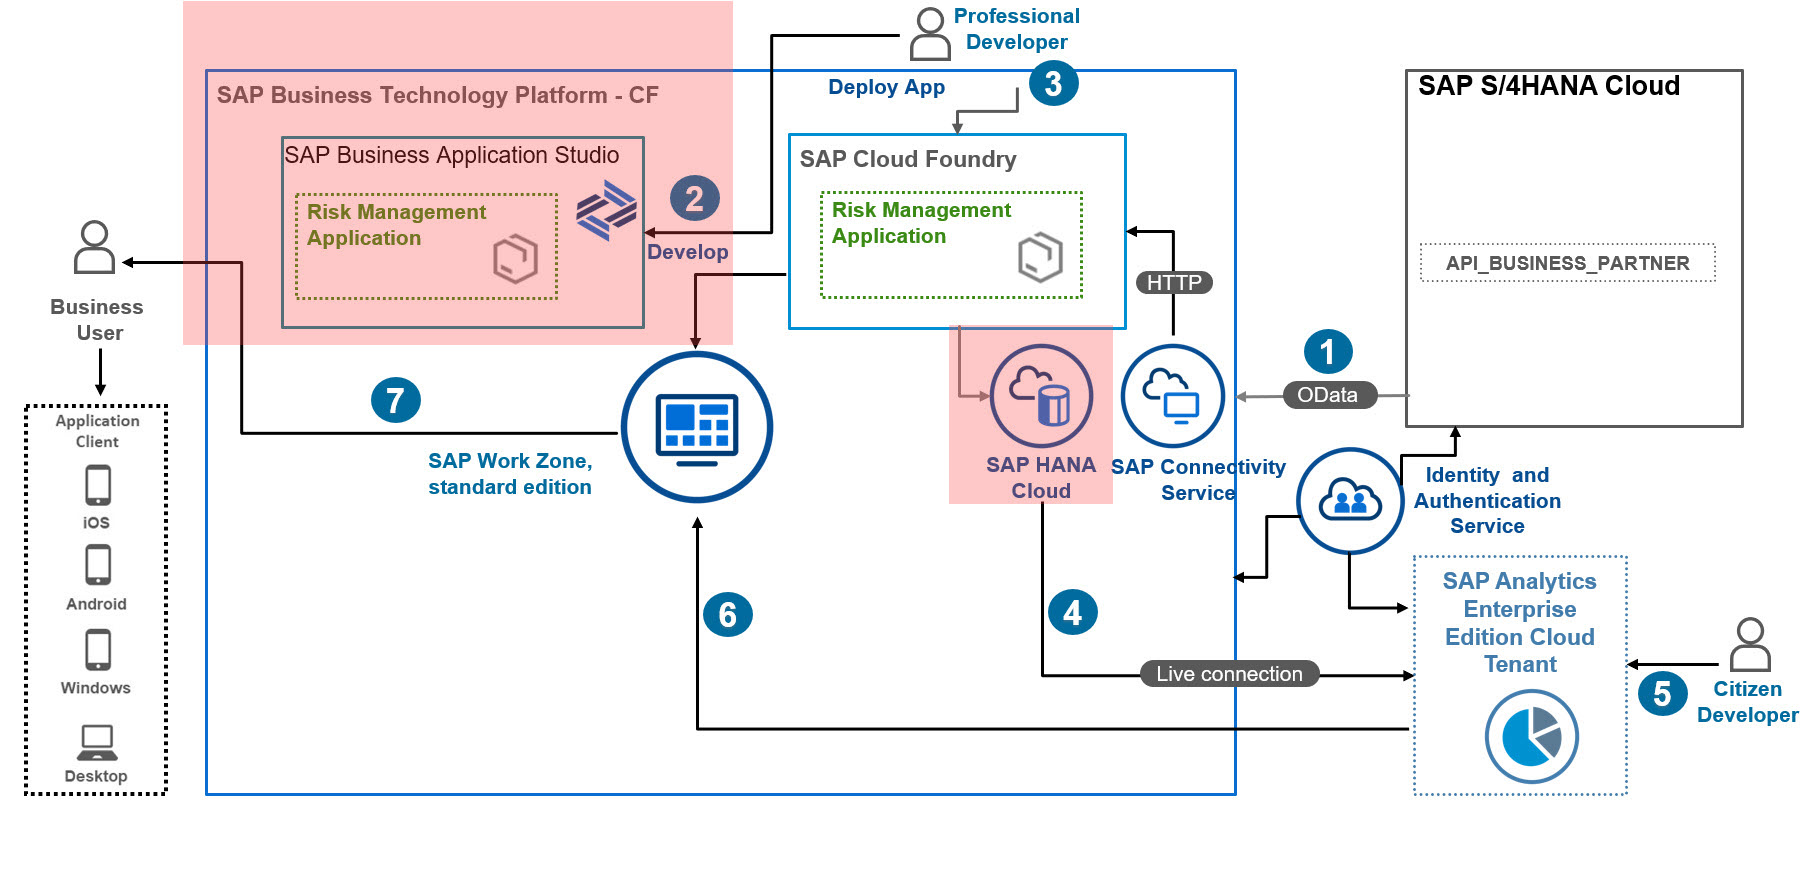 Professional
Developer
3
Deploy App
SAP Business Technology Platform - CF
SAP Business Application Studio
Risk Management
Application
2
Develop
SAP Cloud Foundry
Risk Management
Application
HTTP
SAP S/4HANA Cloud
API_BUSINESS_PARTNER
1
OData
Business
User
7
SAP Work Zone,
standard edition
SAP HANA
Cloud
SAP Connectivity
Service
Identity and
Authentication
Service
Application
Client
iOS
Android
Windows
Desktop
6
4
Live connection
SAP Analytics
Enterprise
Edition Cloud
Tenant
5
Citizen
Developer